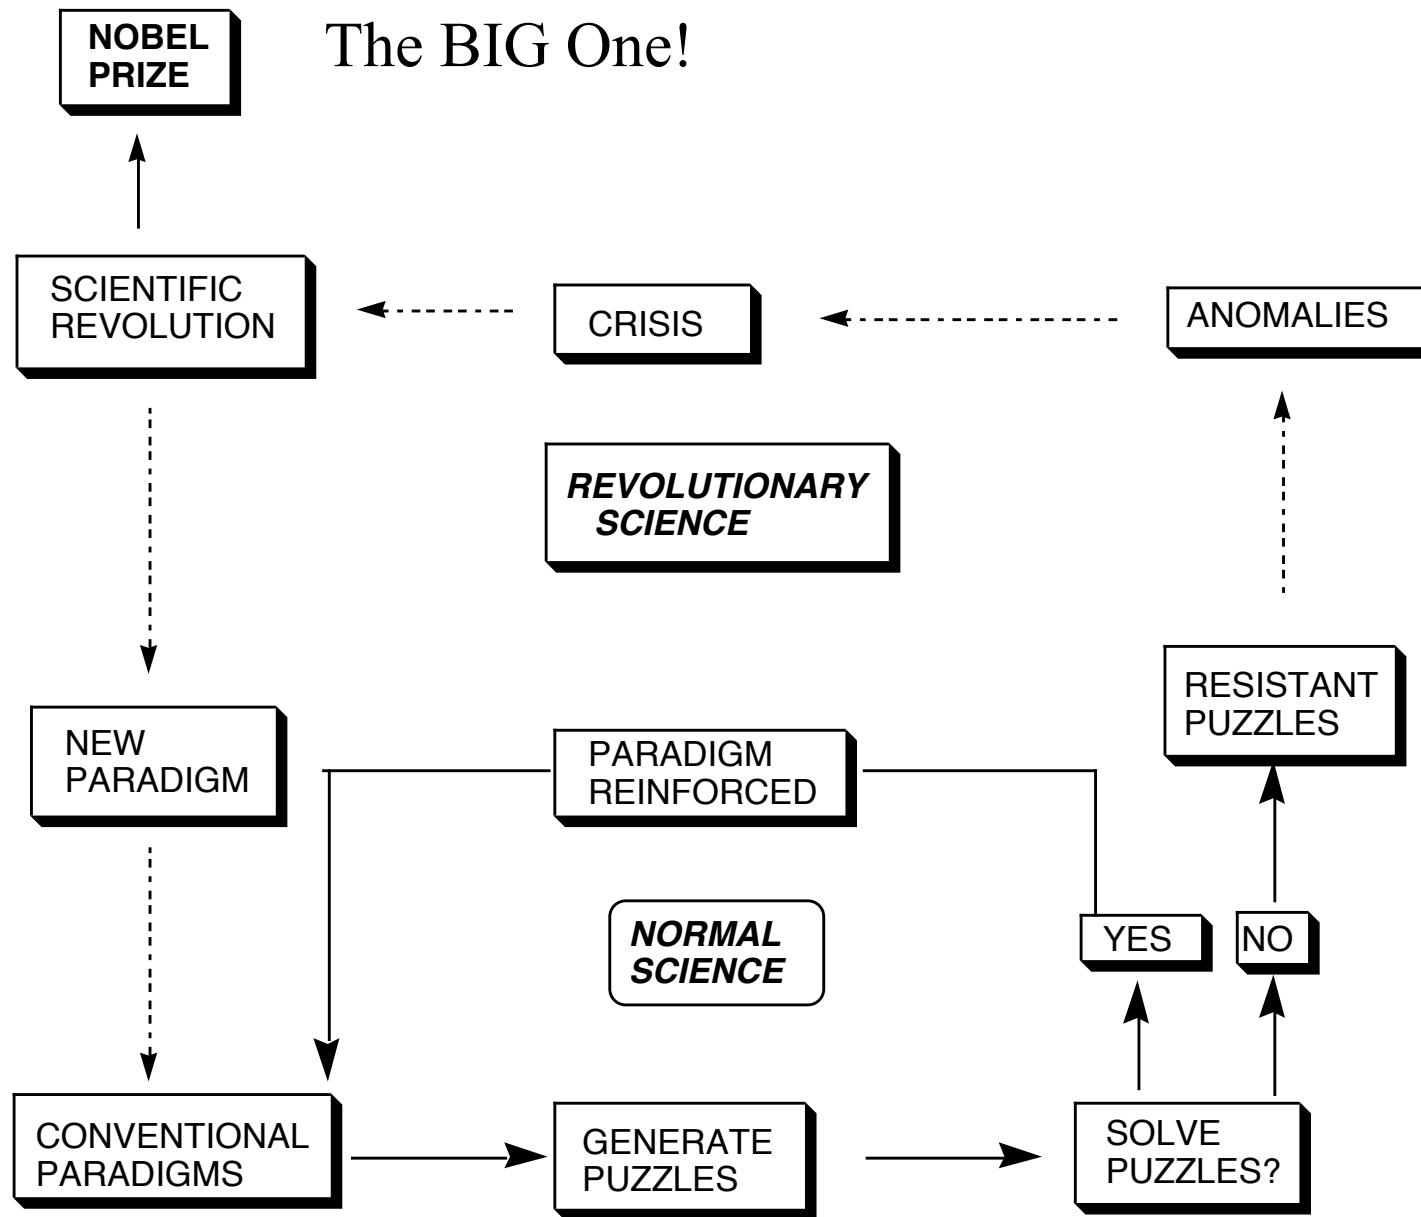 NOBEL
PRIZE
The BIG One!
SCIENTIFIC
REVOLUTION
CRISIS
ANOMALIES
REVOLUTIONARY
SCIENCE
RESISTANT
PUZZLES
NEW
PARADIGM
PARADIGM
REINFORCED
NORMAL
SCIENCE
YES
NO
CONVENTIONAL
PARADIGMS
GENERATE
PUZZLES
SOLVE
PUZZLES?